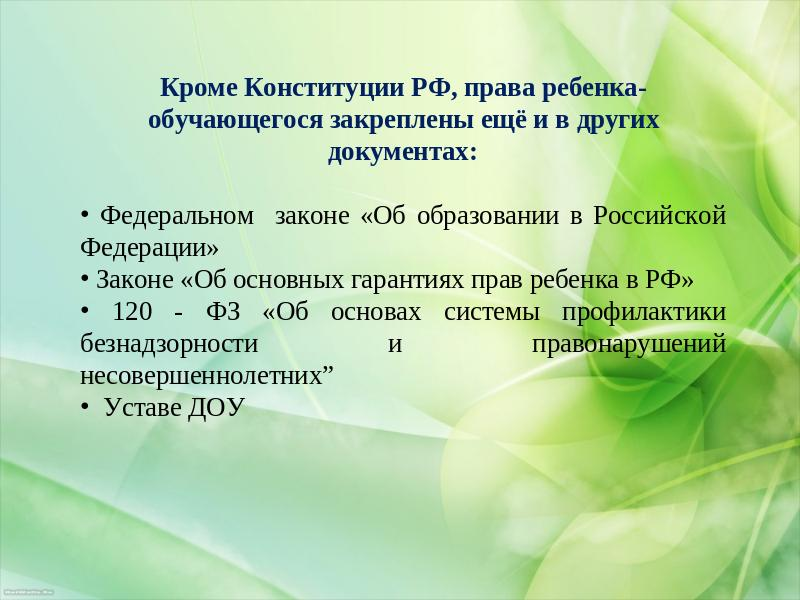 Кроме Конституции РФ, права ребенка-
обучающегося закреплены ещё и в других
документах:
• Федеральном законе «Об образовании в Российской
Федерации»
• Законе «Об основных гарантиях прав ребенка в РФ»
• 120 - ФЗ «Об основах системы профилактики
безнадзорности и правонарушений
несовершеннолетних”
• Уставе ДОУ